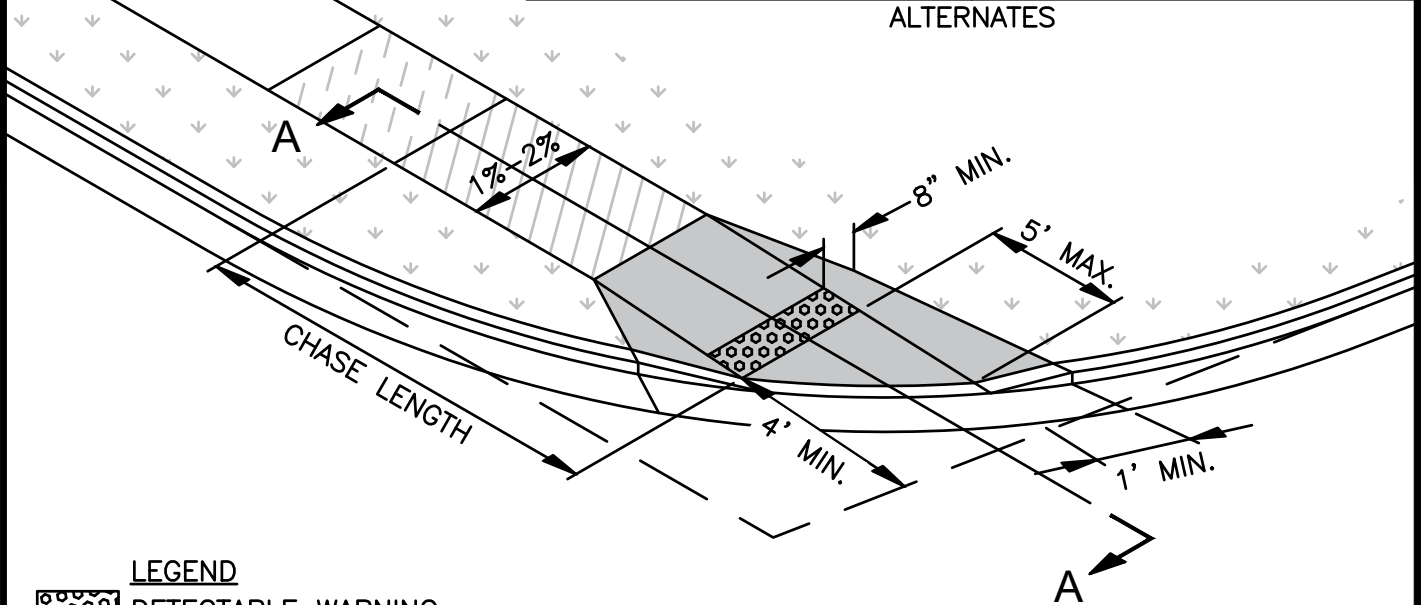 ALTERNATES
A
1%-2%
8” MIN.
5’ MAX.
CHASE LENGTH
4’ MIN.
1’ MIN.
A
LEGEND
DETECTABLE WARNING